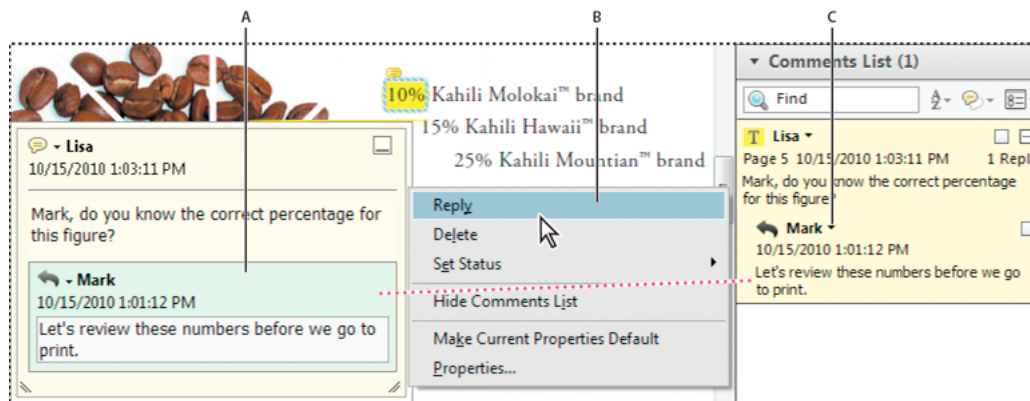 A
B
C
10% Kahili Molokai™ brand
15% Kahili Hawaii™ brand
25% Kahili Mountian™ brand
Lisa
10/15/2010 1:03:11 PM
Mark, do you know the correct percentage for
this figure?
Mark
10/15/2010 1:01:12 PM
Let's review these numbers before we go to
print.
Reply
Delete
Set Status
Hide Comments List
Make Current Properties Default
Properties...
Comments List (1)
Find
T Lisa
Page 5 10/15/2010 1:03:11 PM 1 Repl
Mark, do you know the correct percentage
for this figure?
Mark
10/15/2010 1:01:12 PM
Let's review these numbers before we go
to print.